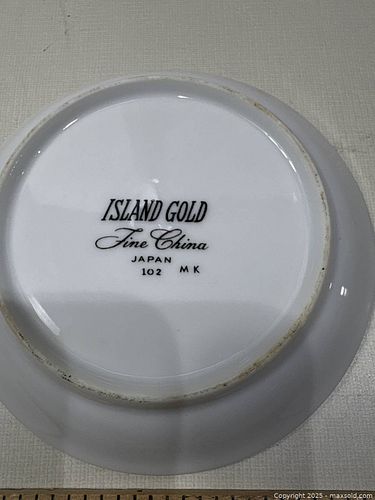 ISLAND GOLD
Fine China
JAPAN
102 MK
Copyright © 2025 - maxsold.com